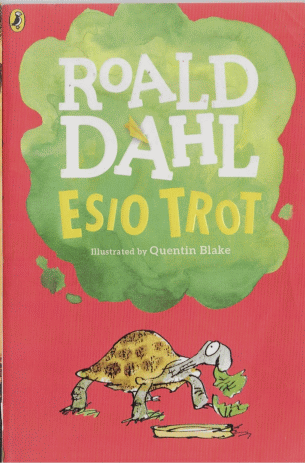 ROALD
DAHL
ESIO TROT
Illustrated by Quentin Blake